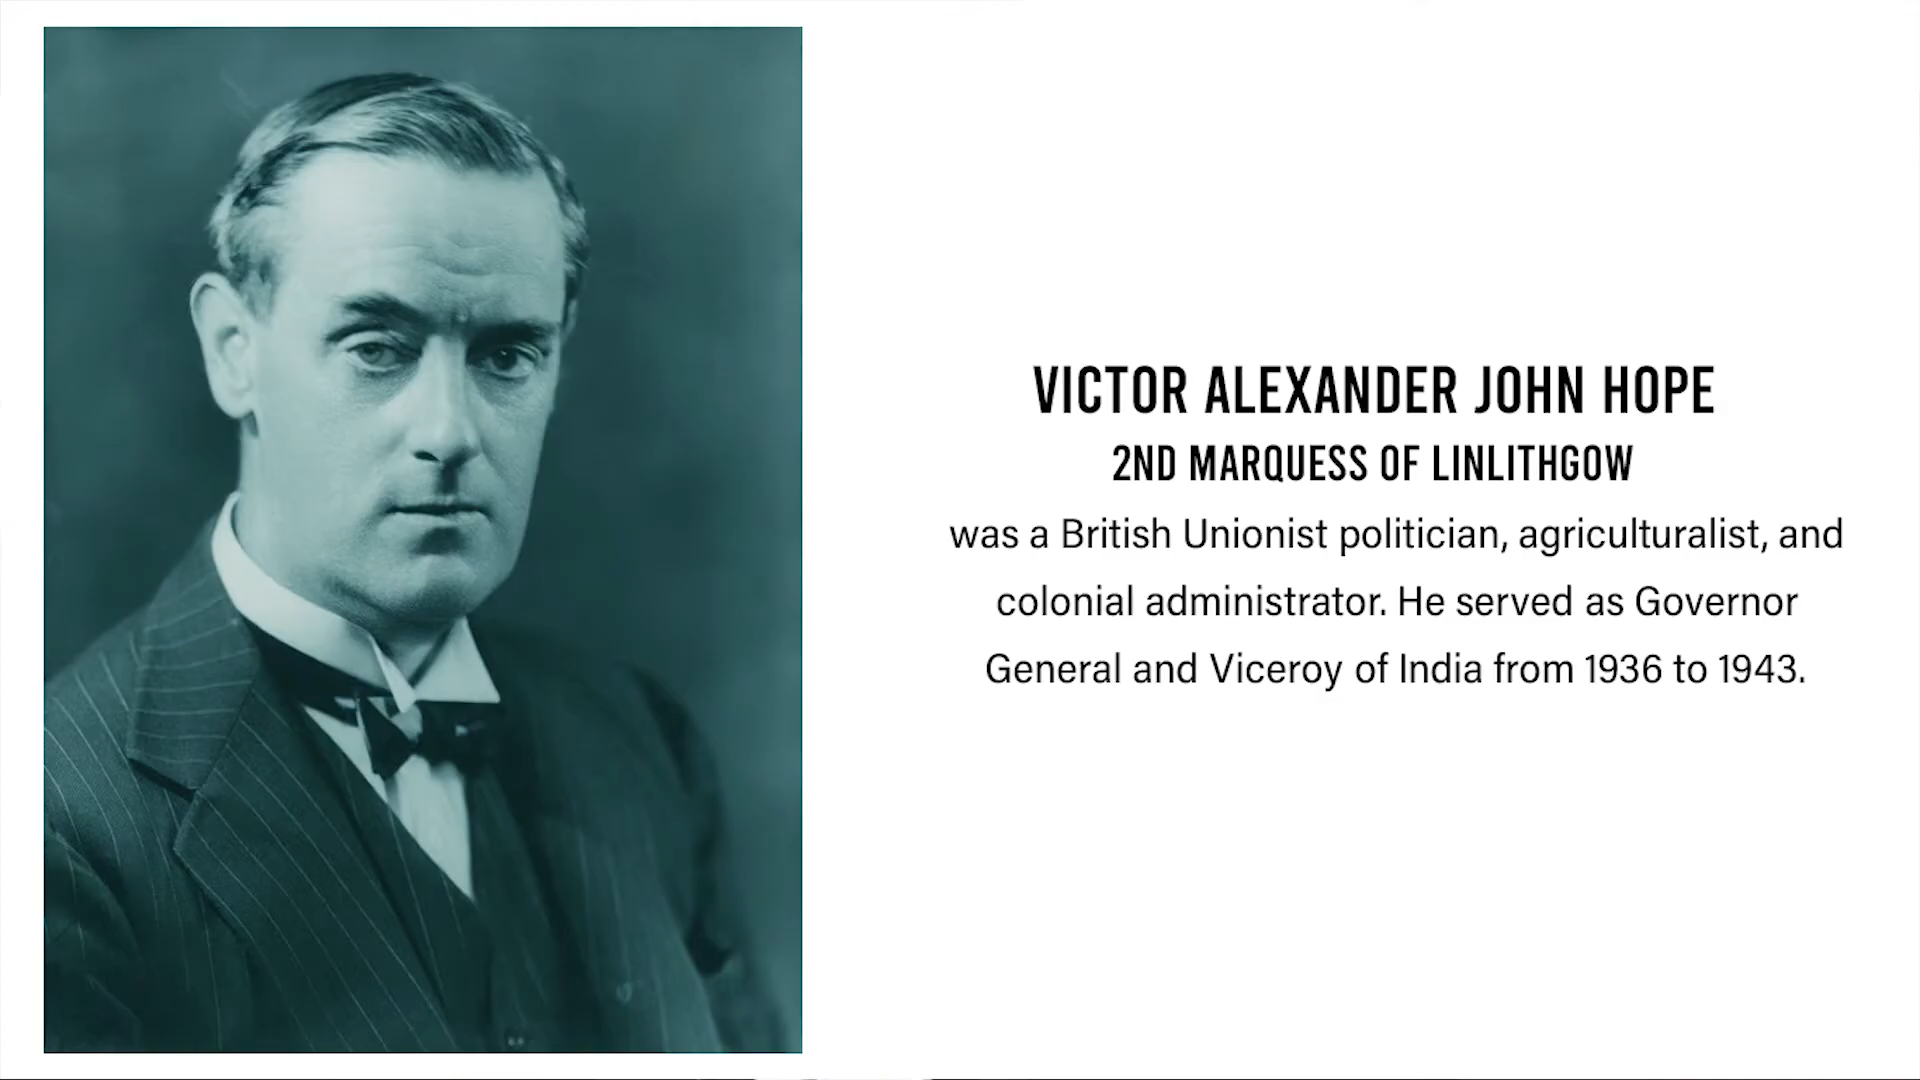 VICTOR ALEXANDER JOHN HOPE
2ND MARQUESS OF LINLITHGOW
was a British Unionist politician, agriculturalist, and
colonial administrator. He served as Governor
General and Viceroy of India from 1936 to 1943.